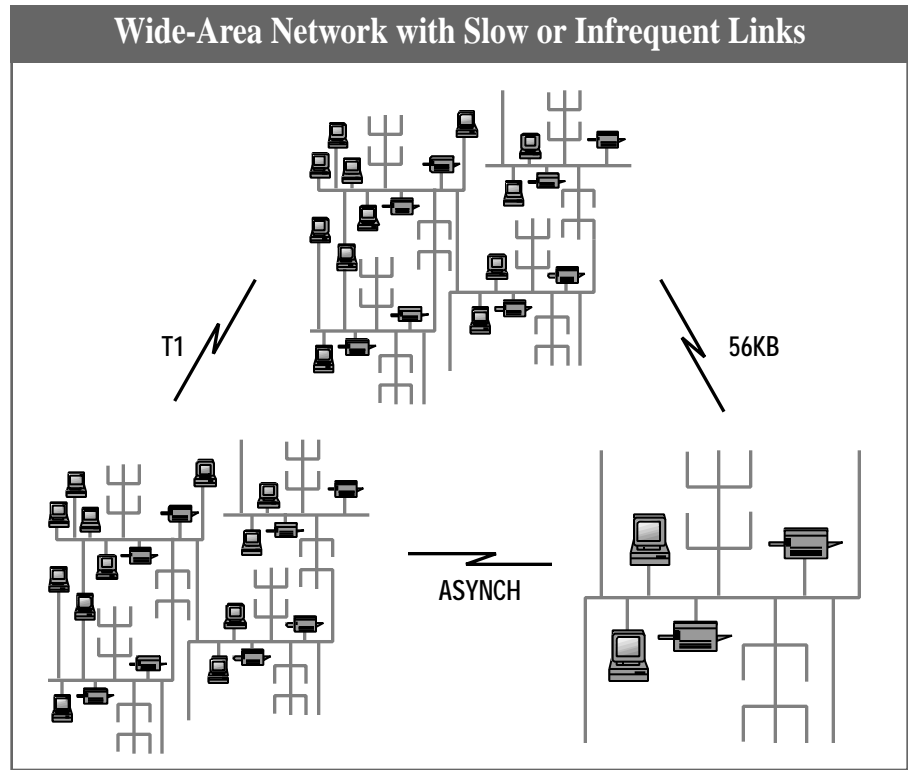 Wide-Area Network with Slow or Infrequent Links
T1
56KB
ASYNCH